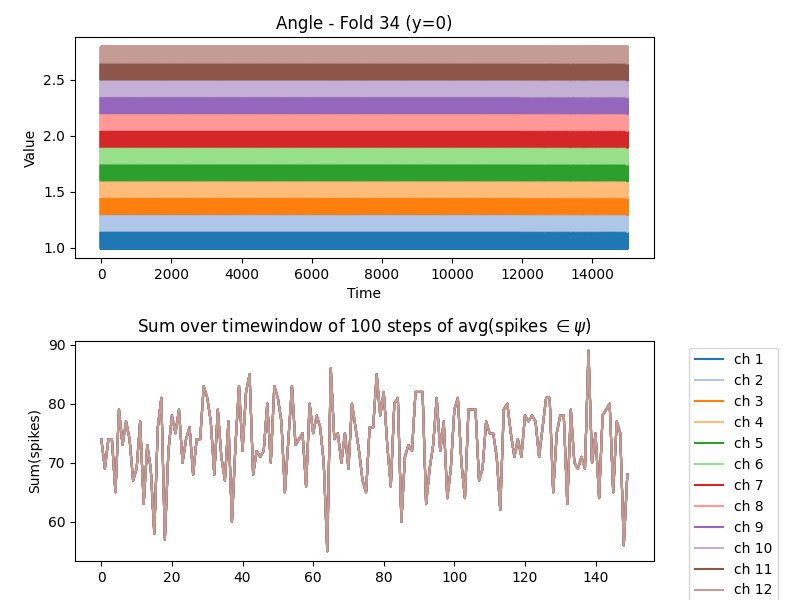 Angle - Fold 34 (y=0)
Value
2.5
2.0
1.5
1.0
0 2000 4000 6000 8000 10000 12000 14000
Time
Sum over timewindow of 100 steps of avg(spikes ∈ ψ)
Sum(spikes)
90
80
70
60
0 20 40 60 80 100 120 140
ch 1
ch 2
ch 3
ch 4
ch 5
ch 6
ch 7
ch 8
ch 9
ch 10
ch 11
ch 12